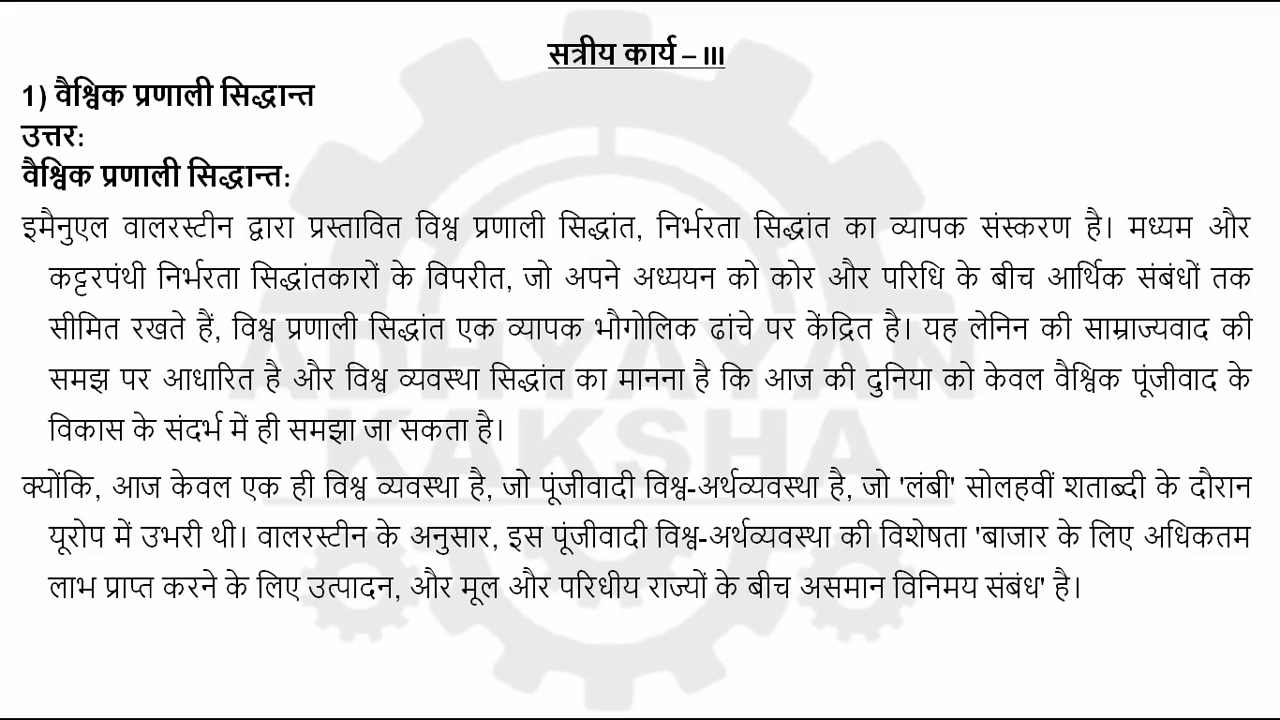 सत्रीय कार्य – III
1) वैश्विक प्रणाली सिद्धान्त
उत्तर:
वैश्विक प्रणाली सिद्धान्त:
इमैनुएल वालरस्टीन द्वारा प्रस्तावित विश्व प्रणाली सिद्धांत, निर्भरता सिद्धांत का व्यापक संस्करण है। मध्यम और
कट्टरपंथी निर्भरता सिद्धांतकारों के विपरीत, जो अपने अध्ययन को कोर और परिधि के बीच आर्थिक संबंधों तक
सीमित रखते हैं, विश्व प्रणाली सिद्धांत एक व्यापक भौगोलिक ढांचे पर केंद्रित है। यह लेनिन की साम्राज्यवाद की
समझ पर आधारित है और विश्व व्यवस्था सिद्धांत का मानना है कि आज की दुनिया को केवल वैश्विक पूंजीवाद के
विकास के संदर्भ में ही समझा जा सकता है।
क्योंकि, आज केवल एक ही विश्व व्यवस्था है, जो पूंजीवादी विश्व-अर्थव्यवस्था है, जो 'लंबी' सोलहवीं शताब्दी के दौरान
यूरोप में उभरी थी। वालरस्टीन के अनुसार, इस पूंजीवादी विश्व-अर्थव्यवस्था की विशेषता 'बाजार के लिए अधिकतम
लाभ प्राप्त करने के लिए उत्पादन, और मूल और परिधीय राज्यों के बीच असमान विनिमय संबंध' है।
ADHYAYAN
KAKSHA